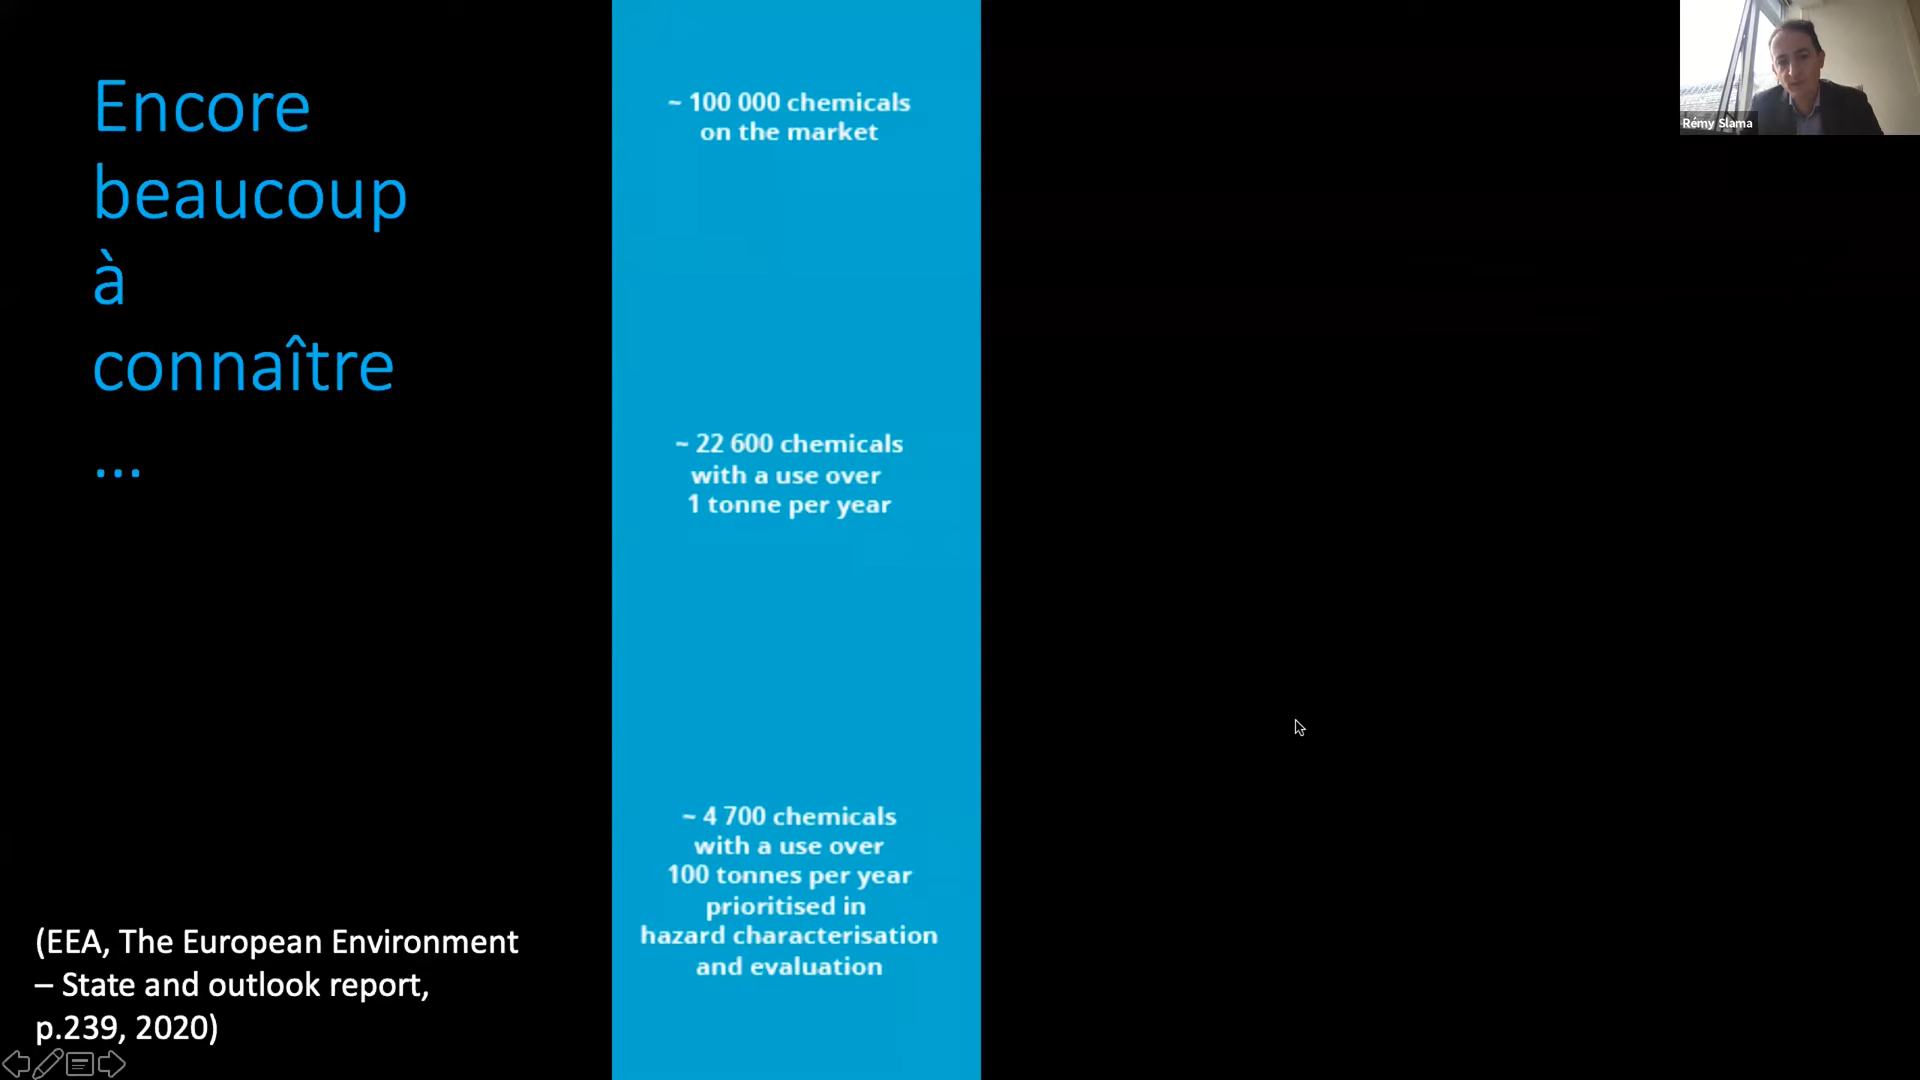 Encore
beaucoup
à
connaître
...
(EEA, The European Environment
– State and outlook report,
p.239, 2020)
~ 100 000 chemicals
on the market
~ 22 600 chemicals
with a use over
1 tonne per year
~ 4 700 chemicals
with a use over
100 tonnes per year
prioritised in
hazard characterisation
and evaluation
Rémy Slama